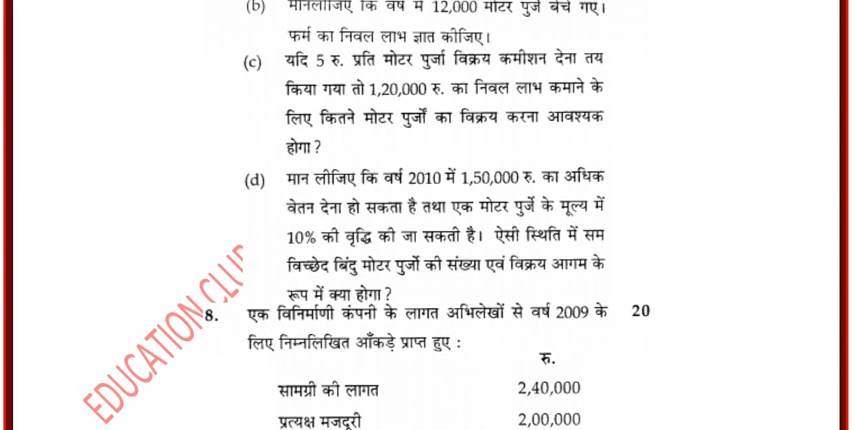 (b) मानलीजिए कि वर्ष में 12,000 मोटर पुर्जे बेचे गए।
फर्म का निवल लाभ ज्ञात कीजिए।
(c) यदि 5 रु. प्रति मोटर पुर्जा विक्रय कमीशन देना तय
किया गया तो 1,20,000 रु. का निवल लाभ कमाने के
लिए कितने मोटर पुर्जों का विक्रय करना आवश्यक
होगा ?
(d) मान लीजिए कि वर्ष 2010 में 1,50,000 रु. का अधिक
वेतन देना हो सकता है तथा एक मोटर पुर्जे के मूल्य में
10% की वृद्धि की जा सकती है। ऐसी स्थिति में सम
विच्छेद बिंदु मोटर पुर्जो की संख्या एवं विक्रय आगम के
रूप में क्या होगा ?
8. एक विनिर्माणी कंपनी के लागत अभिलेखों से वर्ष 2009 के 20
लिए निम्नलिखित आँकड़े प्राप्त हुए :
रु.
सामग्री की लागत 2,40,000
प्रत्यक्ष मजदूरी 2,00,000
EDUCATION CLUB